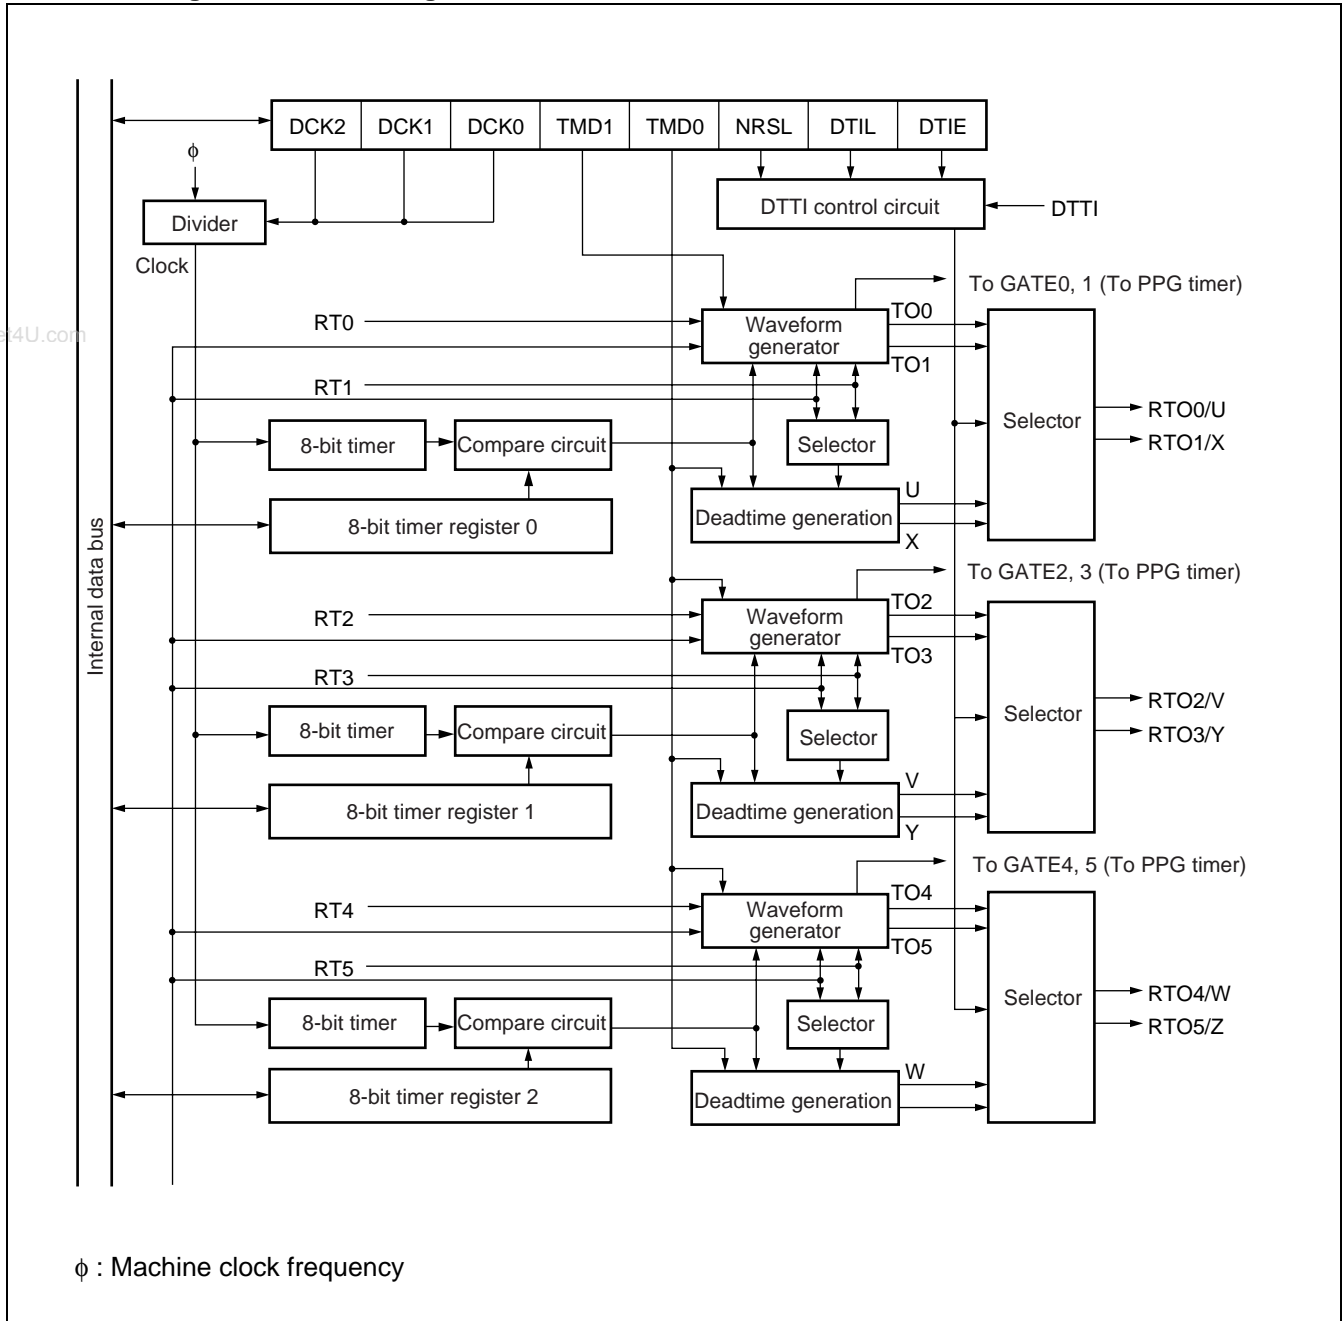 DCK2 DCK1 DCK0 TMD1 TMD0 NRSL DTIL DTIE
ϕ
Divider
DTTI control circuit
DTTI
Clock
To GATE0, 1 (To PPG timer)
et4U.com
RT0
Waveform
generator
TO0
TO1
RT1
Selector
RTO0/U
RTO1/X
8-bit timer
Compare circuit
Selector
8-bit timer register 0
Deadtime generation
U
X
Internal data bus
To GATE2, 3 (To PPG timer)
RT2
Waveform
generator
TO2
TO3
RT3
Selector
RTO2/V
RTO3/Y
8-bit timer
Compare circuit
Selector
8-bit timer register 1
Deadtime generation
V
Y
To GATE4, 5 (To PPG timer)
RT4
Waveform
generator
TO4
TO5
RT5
Selector
RTO4/W
RTO5/Z
8-bit timer
Compare circuit
Selector
8-bit timer register 2
Deadtime generation
W
ϕ : Machine clock frequency